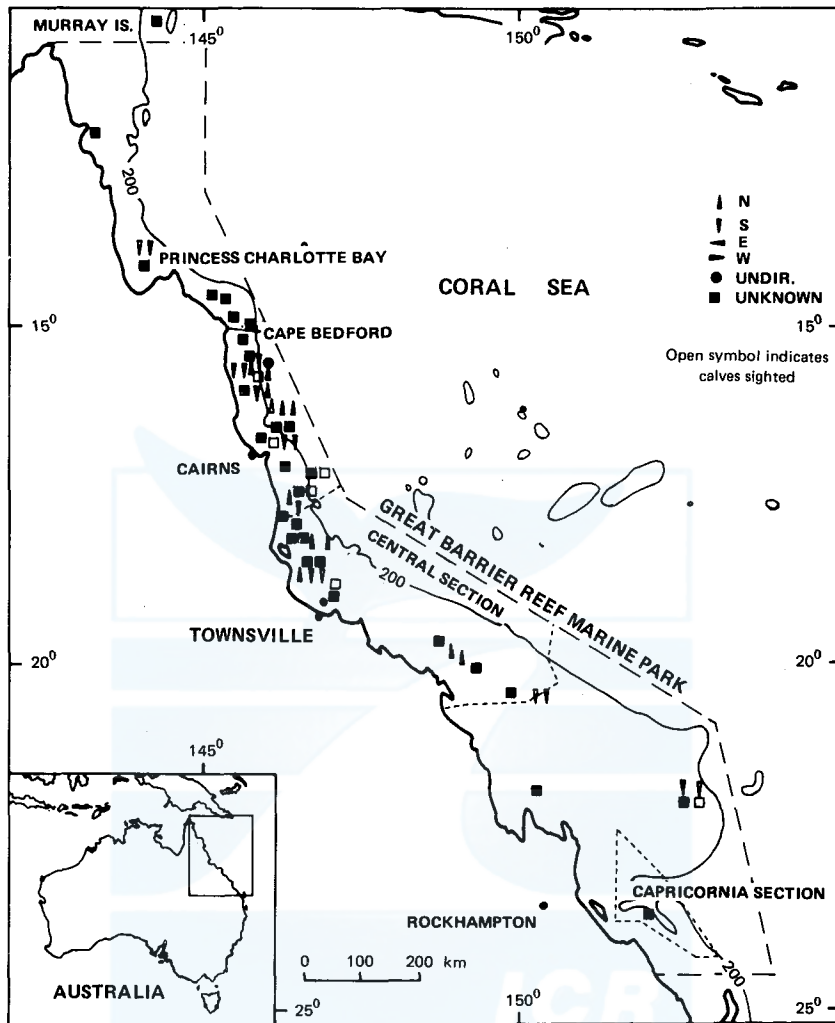 145⁰
150⁰
MURRAY IS.
200
N
S
E
W
UNDIR.
UNKNOWN
PRINCESS CHARLOTTE BAY
CORAL SEA
15⁰
15⁰
CAPE BEDFORD
Open symbol indicates
calves sighted
CAIRNS
GREAT BARRIER REEF MARINE PARK
CENTRAL SECTION
200
TOWNSVILLE
20⁰
20⁰
145⁰
CAPRICORNIA SECTION
ROCKHAMPTON
200
0 100 200 km
AUSTRALIA
25⁰
150⁰
25⁰
ICR